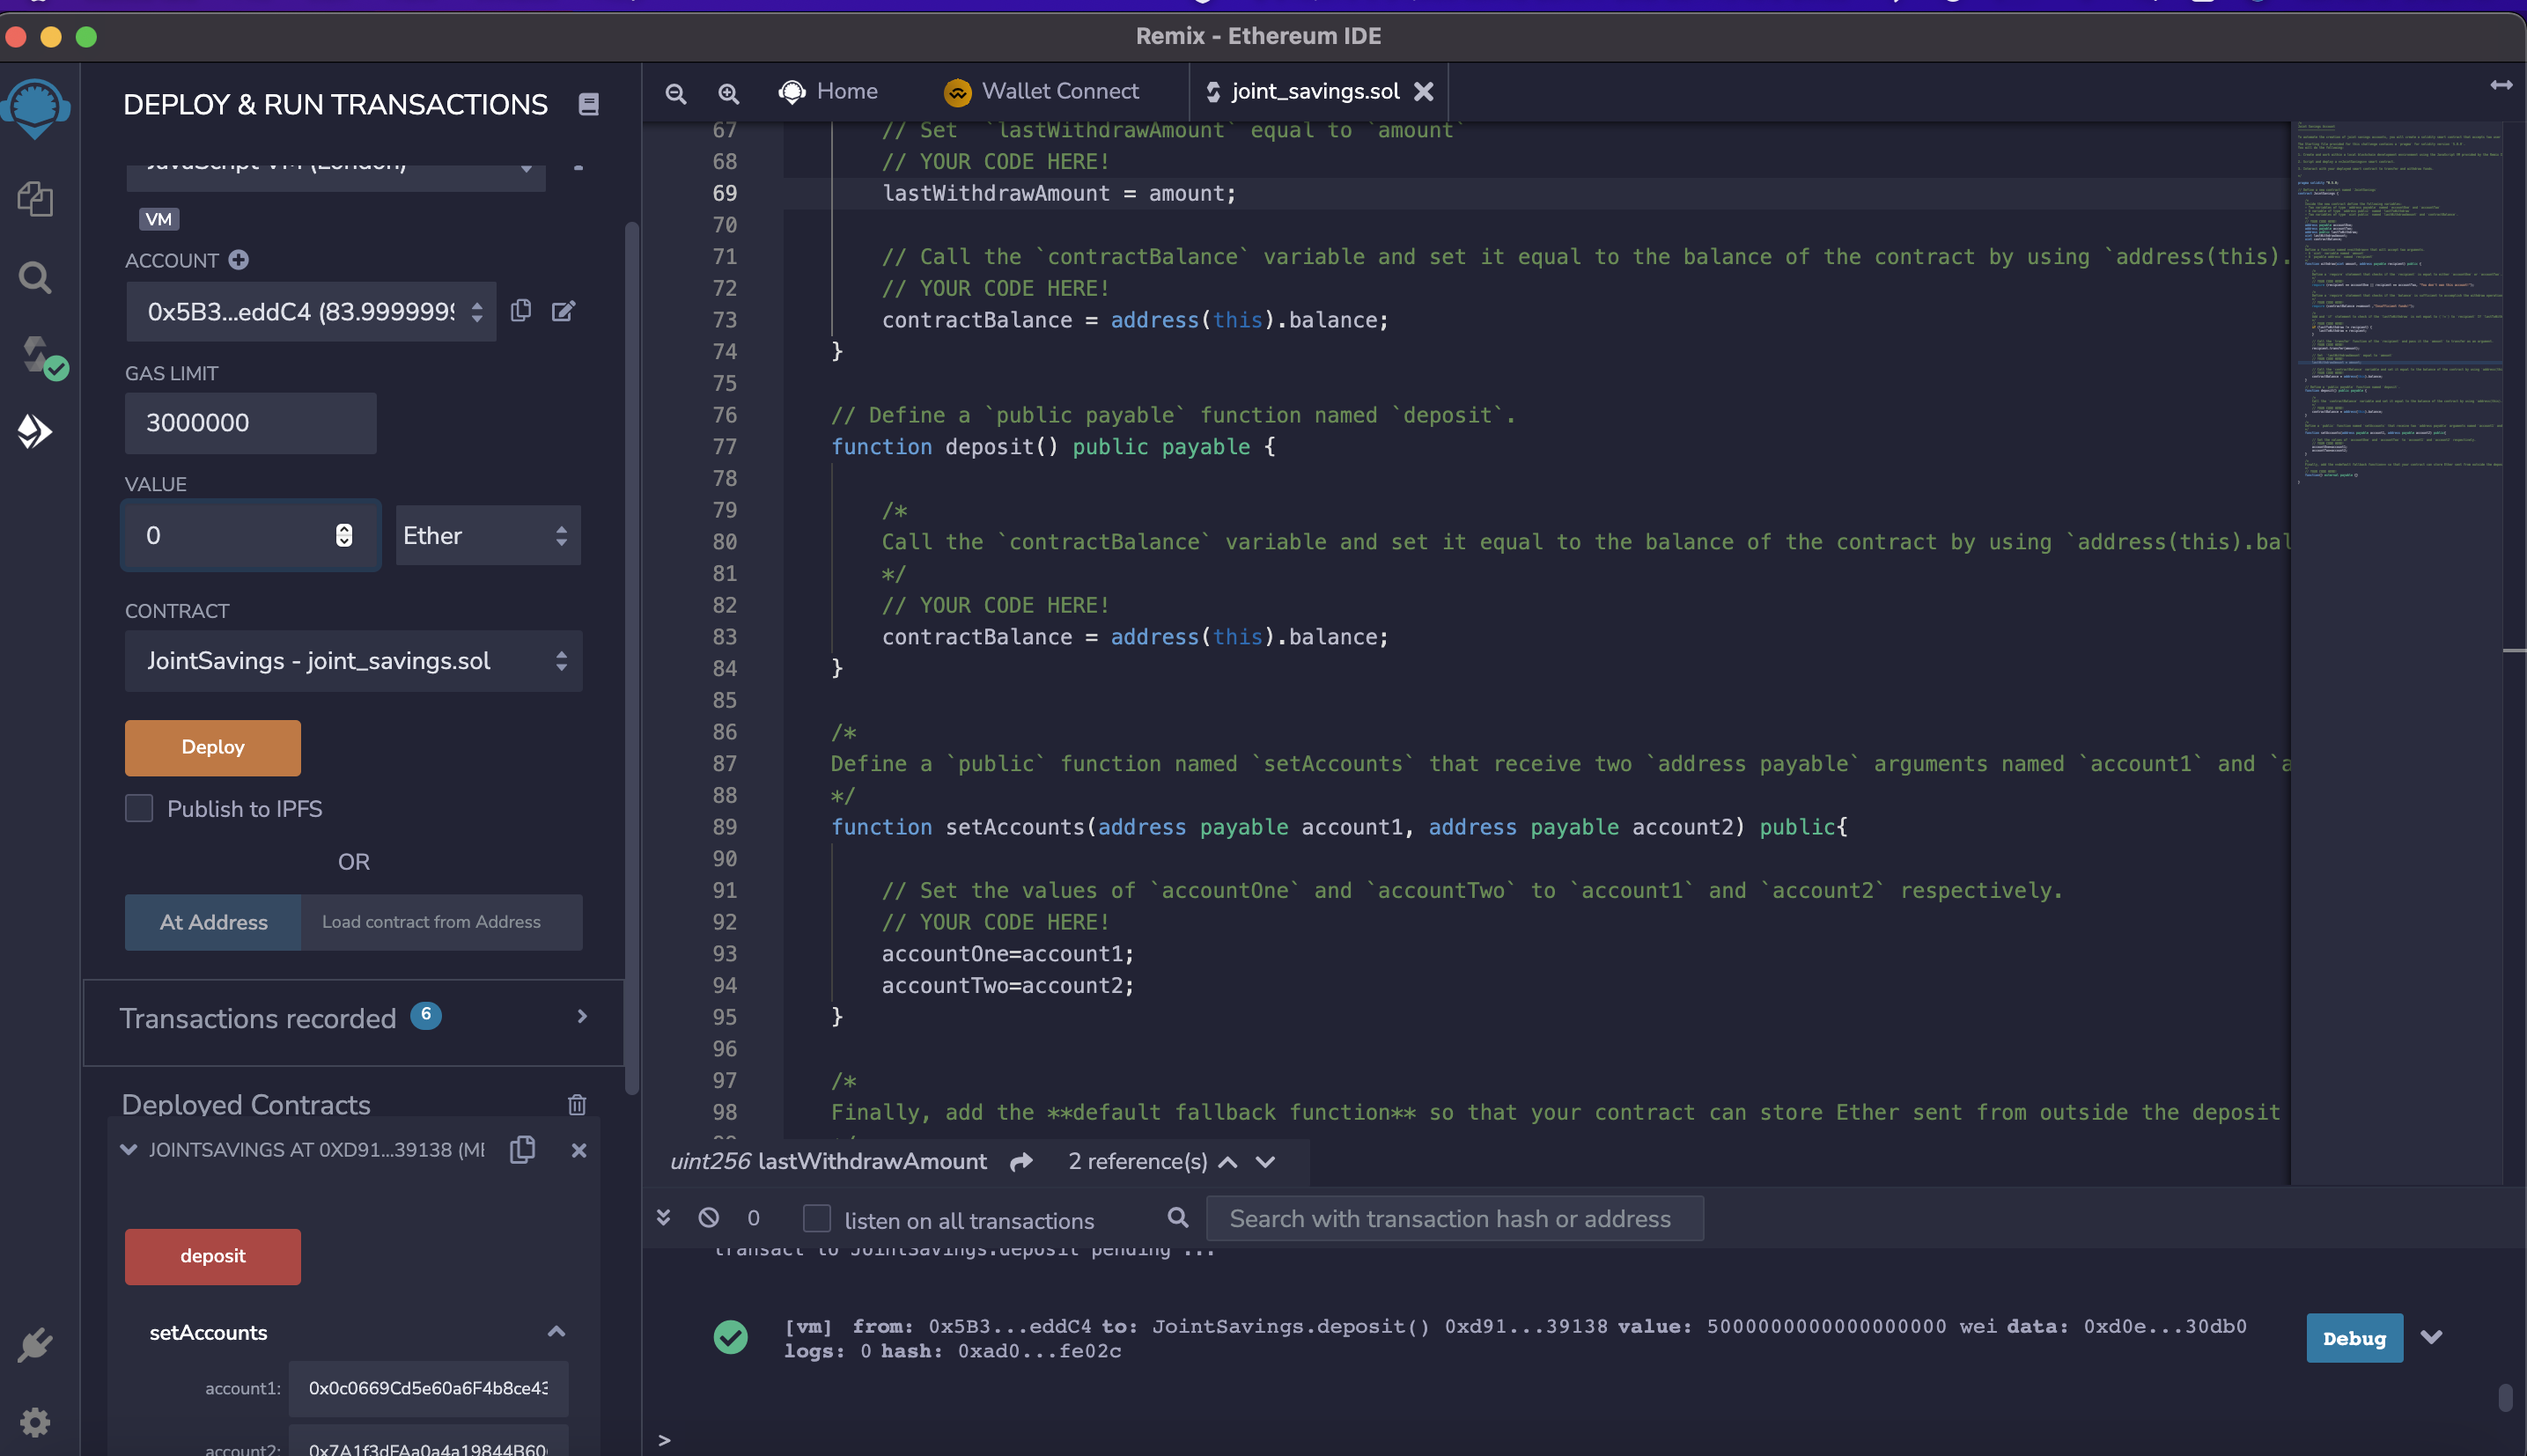 Remix - Ethereum IDE
DEPLOY & RUN TRANSACTIONS
JavaScript VM (London)
VM
ACCOUNT
0x5B3...eddC4 (83.9999999
GAS LIMIT
3000000
VALUE
0
Ether
CONTRACT
JointSavings - joint_savings.sol
Deploy
Publish to IPFS
OR
At Address
Load contract from Address
Transactions recorded 6
Deployed Contracts
JOINTSAVINGS AT 0XD91...39138 (ME
deposit
setAccounts
account1: 0x0c0669Cd5e60a6F4b8ce43
account2: 0x7A1f3dFAa0a4a19844B60
Home
Wallet Connect
joint_savings.sol
67 // Set `lastWithdrawAmount` equal to `amount`
68 // YOUR CODE HERE!
69 lastWithdrawAmount = amount;
70
71 // Call the `contractBalance` variable and set it equal to the balance of the contract by using `address(this).
72 // YOUR CODE HERE!
73 contractBalance = address(this).balance;
74 }
75
76 // Define a `public payable` function named `deposit`.
77 function deposit() public payable {
78
79 /*
80 Call the `contractBalance` variable and set it equal to the balance of the contract by using `address(this).bal
81 */
82 // YOUR CODE HERE!
83 contractBalance = address(this).balance;
84 }
85
86 /*
87 Define a `public` function named `setAccounts` that receive two `address payable` arguments named `account1` and `a
88 */
89 function setAccounts(address payable account1, address payable account2) public{
90
91 // Set the values of `accountOne` and `accountTwo` to `account1` and `account2` respectively.
92 // YOUR CODE HERE!
93 accountOne=account1;
94 accountTwo=account2;
95 }
96
97 /*
98 Finally, add the **default fallback function** so that your contract can store Ether sent from outside the deposit
uint256 lastWithdrawAmount 2 reference(s)
0 listen on all transactions Search with transaction hash or address
transact to JointSavings.deposit pending ...
[vm] from: 0x5B3...eddC4 to: JointSavings.deposit() 0xd91...39138 value: 5000000000000000000 wei data: 0xd0e...30db0
logs: 0 hash: 0xad0...fe02c
Debug
>